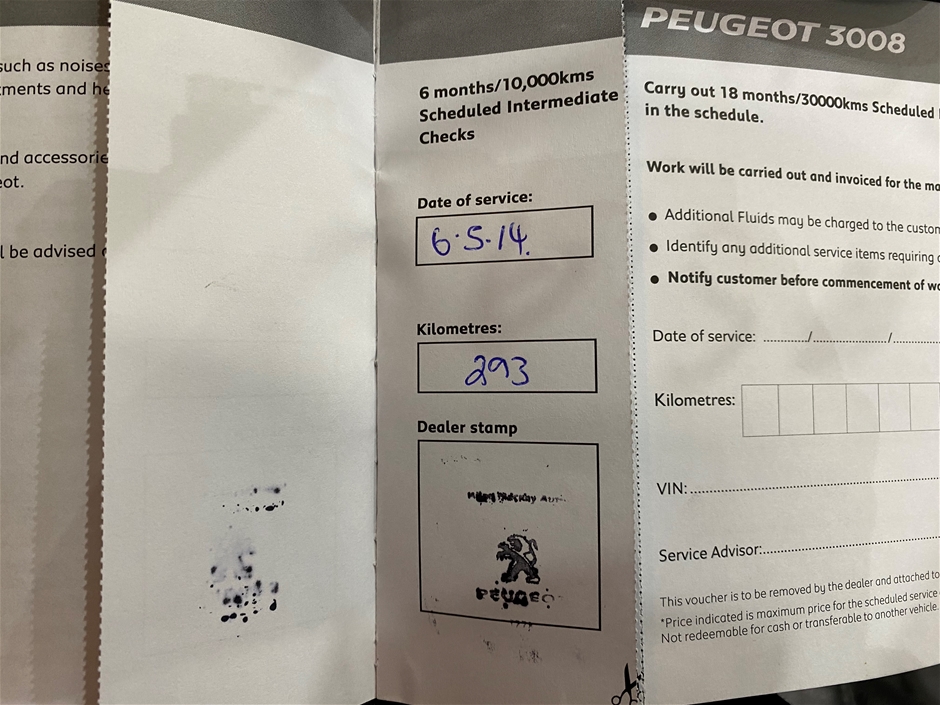 such as noises
tments and he
nd accessorie
eot.
l be advised
6 months/10,000kms
Scheduled Intermediate
Checks
Date of service:
6.5.14.
Kilometres:
293
Dealer stamp
PEUGEO
PEUGEOT 3008
Carry out 18 months/30000kms Scheduled
in the schedule.
Work will be carried out and invoiced for the ma
● Additional Fluids may be charged to the custon
● Identify any additional service items requiring
● Notify customer before commencement of wo
Date of service: ............/..................../............
Kilometres:
VIN:..........................................
Service Advisor:..........................................
This voucher is to be removed by the dealer and attached to
*Price indicated is maximum price for the scheduled service
Not redeemable for cash or transferable to another vehicle.